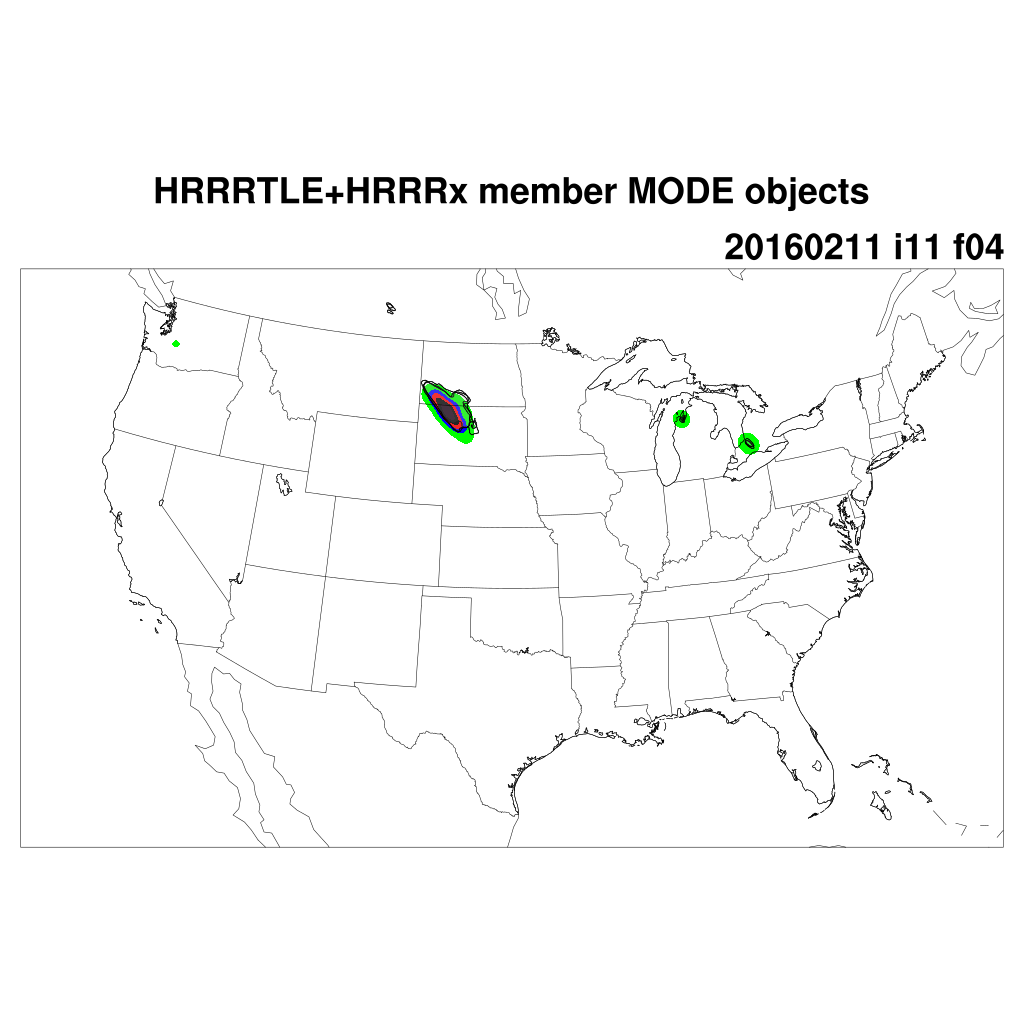 HRRRTLE+HRRRx member MODE objects
20160211 i11 f04